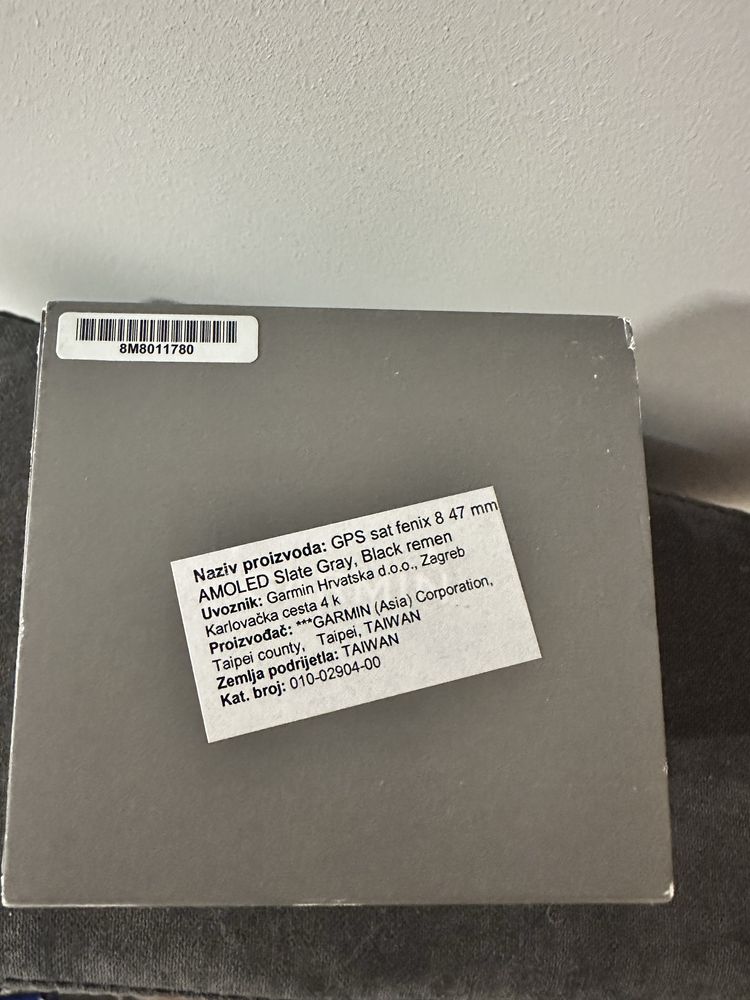 8M8011780
Naziv proizvoda: GPS sat fenix 8 47 mm
AMOLED Slate Gray, Black remen
Uvoznik: Garmin Hrvatska d.o.o., Zagreb
Karlovačka cesta 4 k
Proizvođač: ***GARMIN (Asia) Corporation,
Taipei county, Taipei, TAIWAN
Zemlja podrijetla: TAIWAN
Kat. broj: 010-02904-00